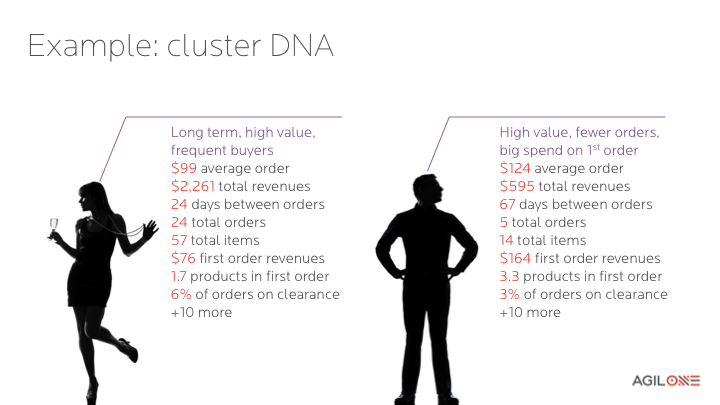 Example: cluster DNA
Long term, high value,
frequent buyers
$99 average order
$2,261 total revenues
24 days between orders
24 total orders
57 total items
$76 first order revenues
1.7 products in first order
6% of orders on clearance
+10 more
High value, fewer orders,
big spend on 1st order
$124 average order
$595 total revenues
67 days between orders
5 total orders
14 total items
$164 first order revenues
3.3 products in first order
3% of orders on clearance
+10 more
AGILONE